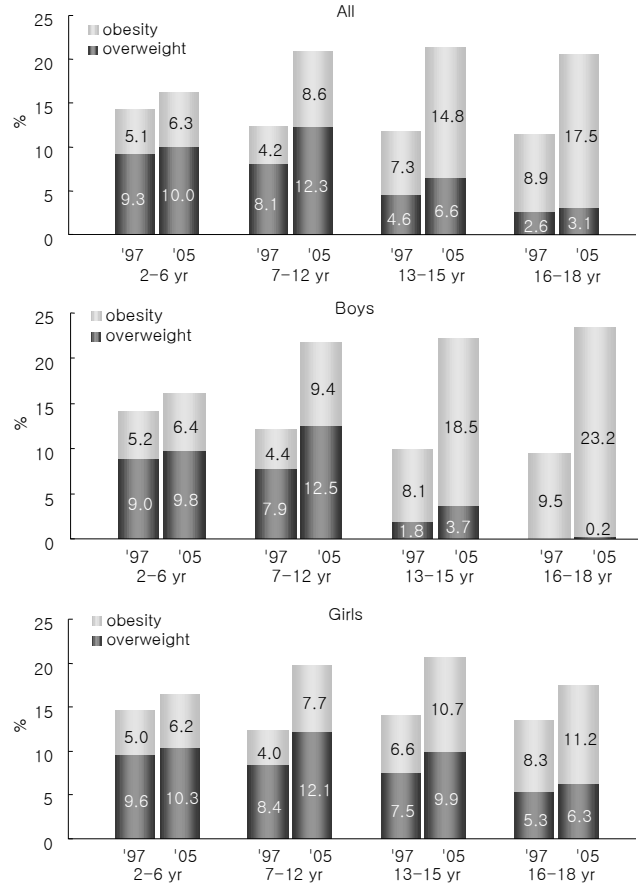 All
25
20
15
10
5
0
%
obesity
overweight
5.1 6.3 4.2 8.6 7.3 14.8 8.9 17.5
9.3 10.0 8.1 12.3 4.6 6.6 2.6 3.1
'97 '05 '97 '05 '97 '05 '97 '05
2-6 yr 7-12 yr 13-15 yr 16-18 yr
Boys
25
20
15
10
5
0
%
obesity
overweight
5.2 6.4 4.4 9.4 8.1 18.5 9.5 23.2
9.0 9.8 7.9 12.5 1.8 3.7 0.2
'97 '05 '97 '05 '97 '05 '97 '05
2-6 yr 7-12 yr 13-15 yr 16-18 yr
Girls
25
20
15
10
5
0
%
obesity
overweight
5.0 6.2 4.0 7.7 6.6 10.7 8.3 11.2
9.6 10.3 8.4 12.1 7.5 9.9 5.3 6.3
'97 '05 '97 '05 '97 '05 '97 '05
2-6 yr 7-12 yr 13-15 yr 16-18 yr